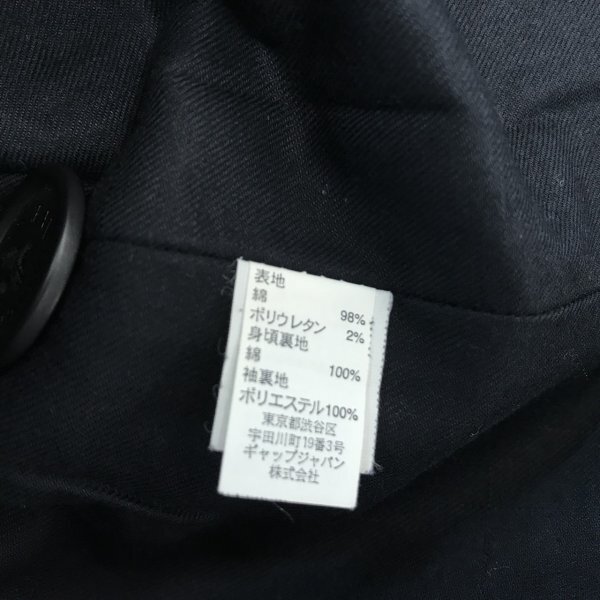 表地
綿 98%
ポリウレタン 2%
身頃裏地
綿 100%
袖裏地
ポリエステル100%
東京都渋谷区
宇田川町19番3号
ギャップジャパン
株式会社